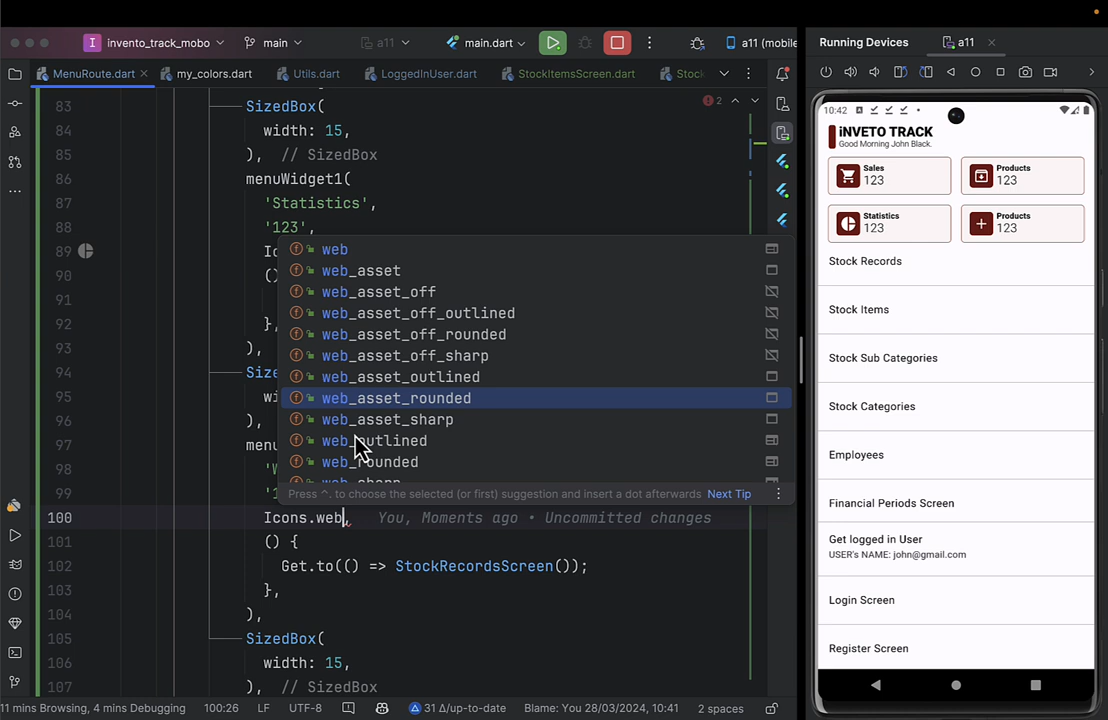 invento_track_mobo
main
a11
main.dart
a11 (mobile
Running Devices
a11
MenuRoute.dart
my_colors.dart
Utils.dart
LoggedInUser.dart
StockItemsScreen.dart
Stock
83 SizedBox(
84 width: 15,
85 ), // SizedBox
86 menuWidget1(
87 'Statistics',
88 '123',
89 Ic
90 ()
91
92 },
93 ),
94 Size
95 wi
96 ),
97 menu
98 'W
99 '1
100 Icons.web, You, Moments ago • Uncommitted changes
101 () {
102 Get.to(() => StockRecordsScreen());
103 },
104 ),
105 SizedBox(
106 width: 15,
107 ), // SizedBox
2
web
web_asset
web_asset_off
web_asset_off_outlined
web_asset_off_rounded
web_asset_off_sharp
web_asset_outlined
web_asset_rounded
web_asset_sharp
web_outlined
web_rounded
web_sharp
Press ^. to choose the selected (or first) suggestion and insert a dot afterwards Next Tip
11 mins Browsing, 4 mins Debugging
100:26
LF
UTF-8
31 Δ/up-to-date
Blame: You 28/03/2024, 10:41
2 spaces
10:42
iNVETO TRACK
Good Morning John Black.
Sales
123
Products
123
Statistics
123
Products
123
Stock Records
Stock Items
Stock Sub Categories
Stock Categories
Employees
Financial Periods Screen
Get logged in User
USER's NAME: john@gmail.com
Login Screen
Register Screen